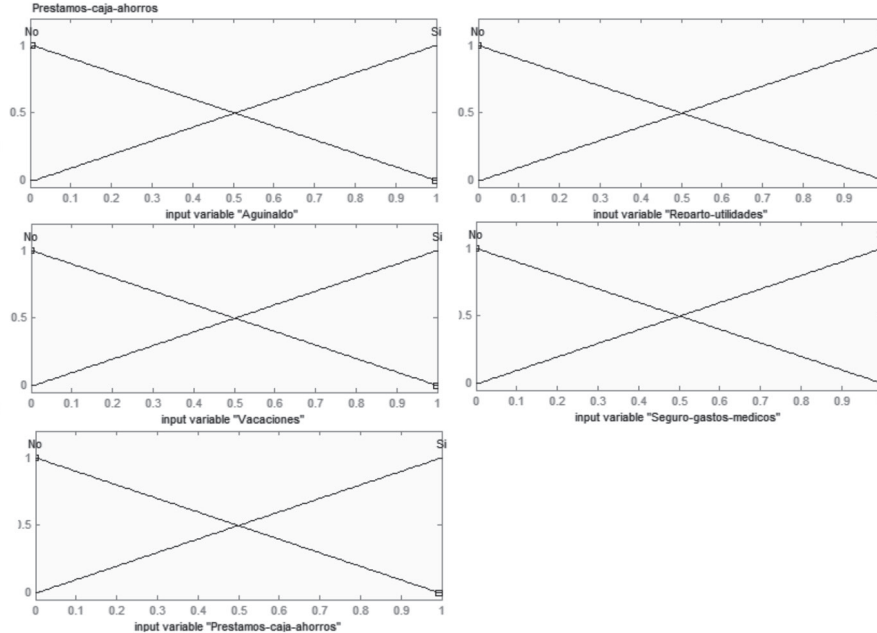 Prestamos-caja-ahorros
No Si
1
0.5
0
0 0.1 0.2 0.3 0.4 0.5 0.6 0.7 0.8 0.9 1
input variable "Aguinaldo"
No
1
0.5
0
0 0.1 0.2 0.3 0.4 0.5 0.6 0.7 0.8 0.9
input variable "Reparto-utilidades"
No Si
1
0.5
0
0 0.1 0.2 0.3 0.4 0.5 0.6 0.7 0.8 0.9 1
input variable "Vacaciones"
No
1
).5
0
0 0.1 0.2 0.3 0.4 0.5 0.6 0.7 0.8 0.9
input variable "Seguro-gastos-medicos"
No Si
1
).5
0
0 0.1 0.2 0.3 0.4 0.5 0.6 0.7 0.8 0.9 1
input variable "Prestamos-caja-ahorros"